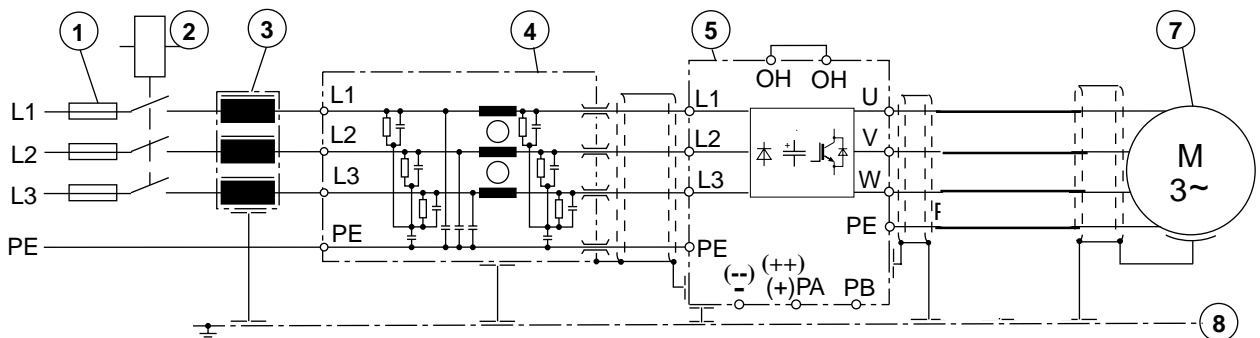 1 2 3 4 5 7
OH OH
L1 L1 L1 U
L2 L2 L2 V M
L3 L3 L3 W 3~
PE PE PE PE
(--) (++)
- (+)PA PB
8